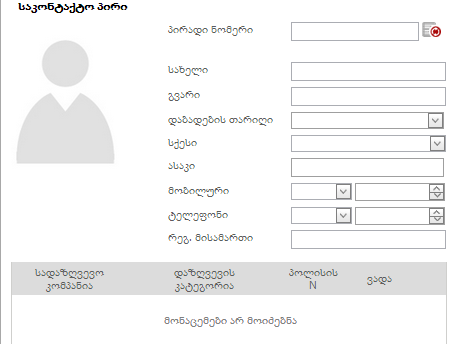 საკონტაქტო პირი
პირადი ნომერი
სახელი
გვარი
დაბადების თარიღი
სქესი
ასაკი
მობილური
ტელეფონი
რეგ. მისამართი
სადაზღვევო კომპანია
დაზღვევის კატეგორია
პოლისის N
ვადა
მონაცემები არ მოიძებნა